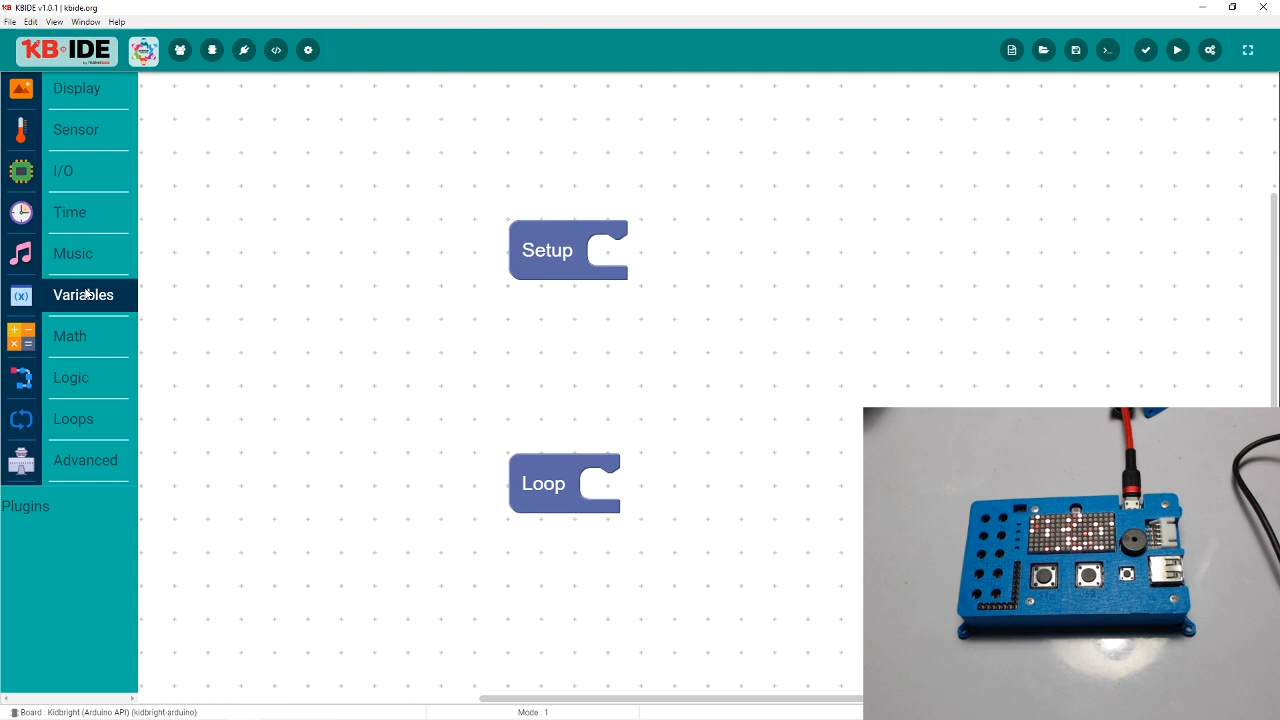 KBIDE v1.0.1 | kbide.org
File Edit View Window Help
KB IDE
Display
Sensor
I/O
Time
Music
Variables
Math
Logic
Loops
Advanced
Plugins
Setup
Loop
Board : Kidbright (Arduino API) (kidbright-arduino)
Mode : 1